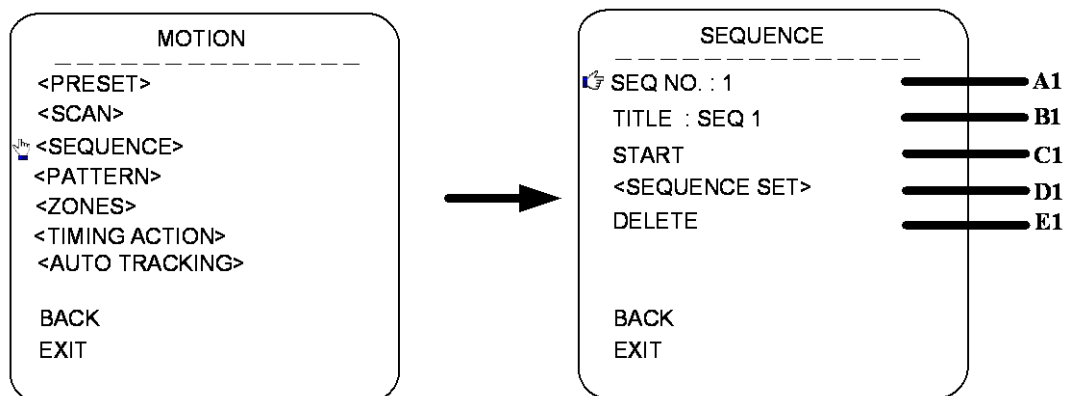 MOTION
<PRESET>
<SCAN>
<SEQUENCE>
<PATTERN>
<ZONES>
<TIMING ACTION>
<AUTO TRACKING>
BACK
EXIT
SEQUENCE
SEQ NO. : 1
TITLE : SEQ 1
START
<SEQUENCE SET>
DELETE
BACK
EXIT
A1
B1
C1
D1
E1